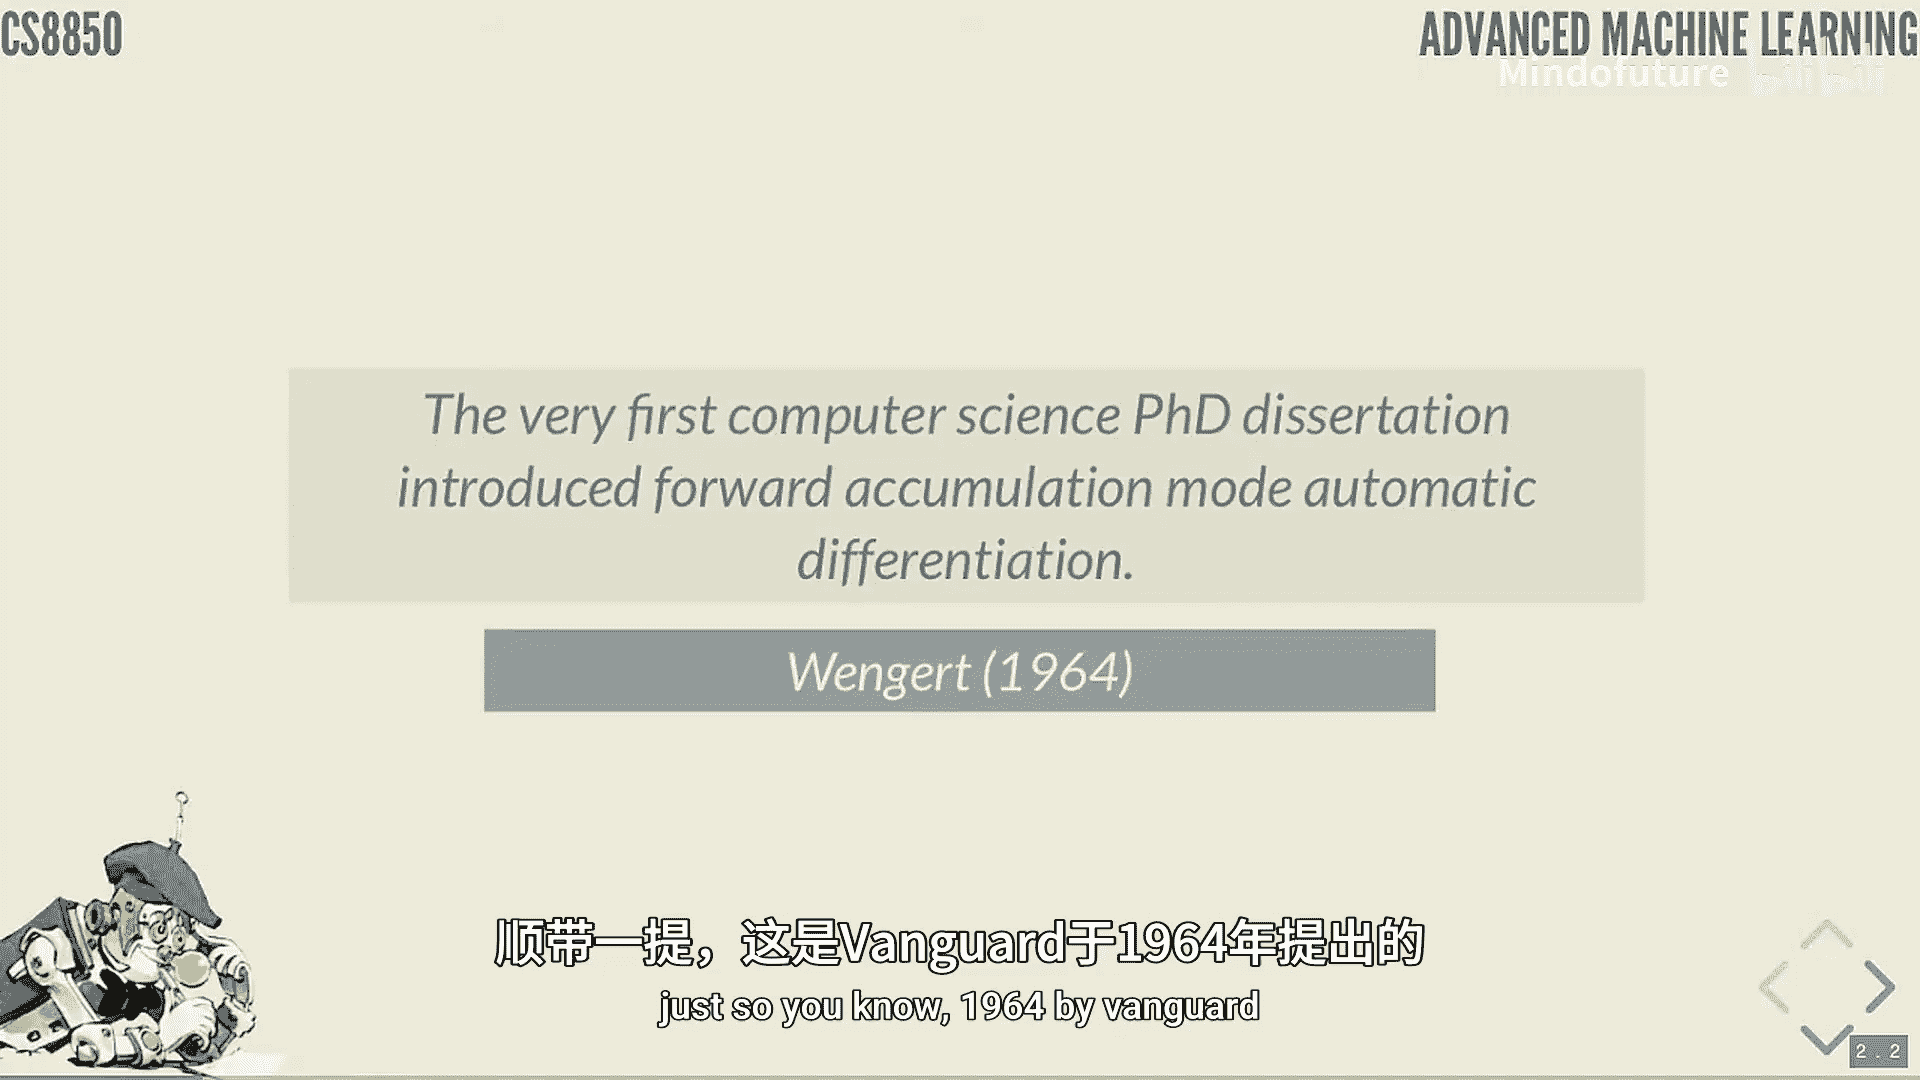 CS8850
ADVANCED MACHINE LEARNING
Mindofuture
The very first computer science PhD dissertation
introduced forward accumulation mode automatic
differentiation.
Wengert (1964)
顺带一提，这是Vanguard于1964年提出的
just so you know, 1964 by vanguard
2.2